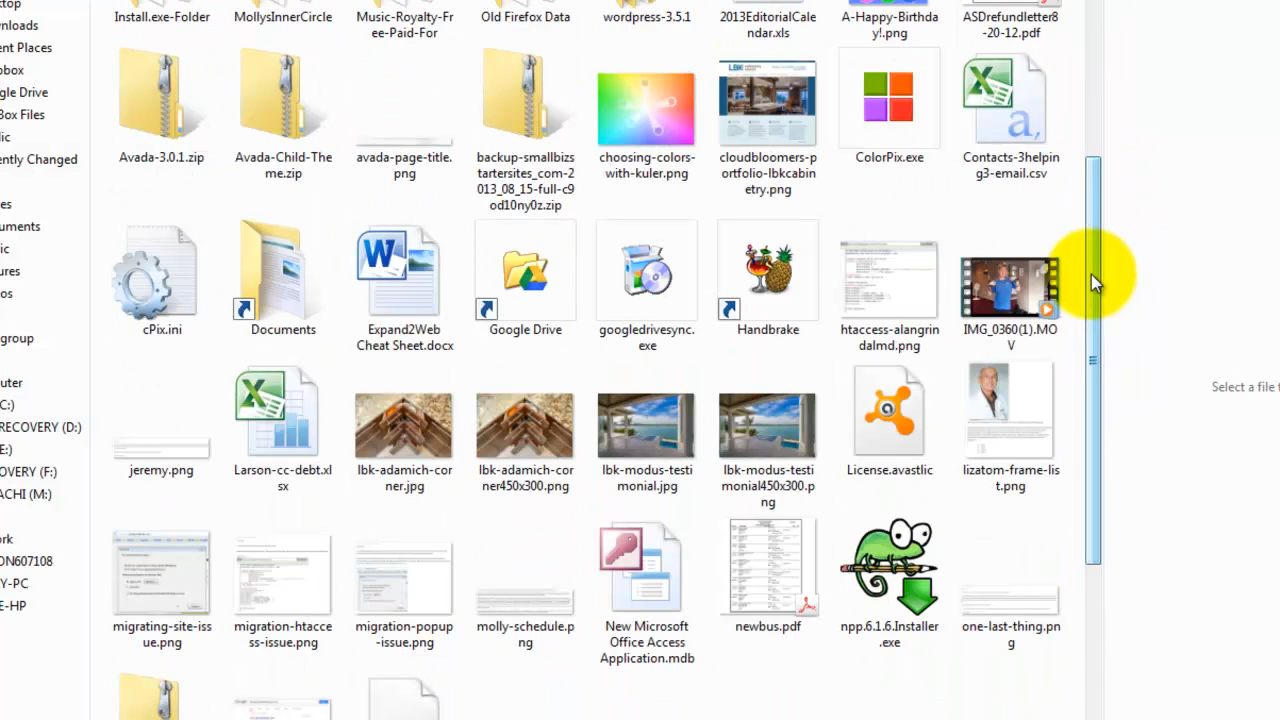 ktop
Install.exe-Folder
MollysInnerCircle
Music-Royalty-Fr
ee-Paid-For
Old Firefox Data
wordpress-3.5.1
2013EditorialCale
ndar.xls
A-Happy-Birthda
y!.png
ASDrefundletter8
-20-12.pdf
wnloads
ent Places
pbox
gle Drive
Box Files
lic
ently Changed
es
uments
ic
ures
os
group
uter
C:)
RECOVERY (D:)
E:)
OVERY (F:)
ACHI (M:)
ork
ON607108
Y-PC
E-HP
Avada-3.0.1.zip
Avada-Child-The
me.zip
avada-page-title.
png
backup-smallbizs
tartersites_com-2
013_08_15-full-c9
od10ny0z.zip
choosing-colors-
with-kuler.png
LBK
cloudbloomers-p
ortfolio-lbkcabin
etry.png
ColorPix.exe
a,
Contacts-3helpin
g3-email.csv
cPix.ini
Documents
W
Expand2Web
Cheat Sheet.docx
Google Drive
googledrivesync.
exe
Handbrake
htaccess-alangrin
dalmd.png
IMG_0360(1).MO
V
Select a file t
jeremy.png
Larson-cc-debt.xl
sx
lbk-adamich-cor
ner.jpg
lbk-adamich-cor
ner450x300.png
lbk-modus-testi
monial.jpg
lbk-modus-testi
monial450x300.p
ng
License.avastlic
lizatom-frame-lis
t.png
migrating-site-iss
ue.png
migration-htacce
ss-issue.png
migration-popup
-issue.png
molly-schedule.p
ng
New Microsoft
Office Access
Application.mdb
newbus.pdf
npp.6.1.6.Installer
.exe
one-last-thing.pn
g